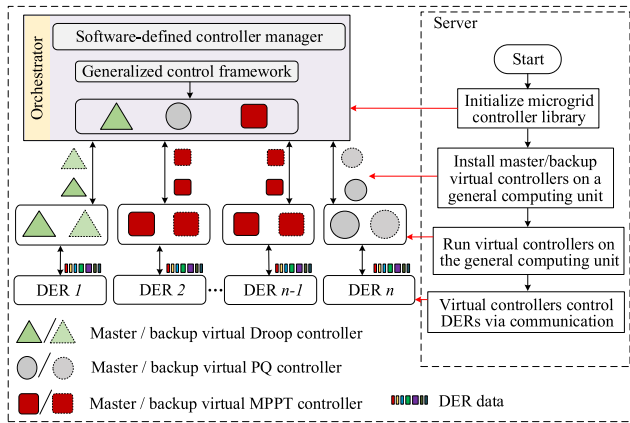 Software-defined controller manager
Generalized control framework
Orchestrator
DER 1
DER 2
...
DER n-1
DER n
Master / backup virtual Droop controller
Master / backup virtual PQ controller
Master / backup virtual MPPT controller
DER data
Server
Start
Initialize microgrid
controller library
Install master/backup
virtual controllers on a
general computing unit
Run virtual controllers on
the general computing unit
Virtual controllers control
DERs via communication